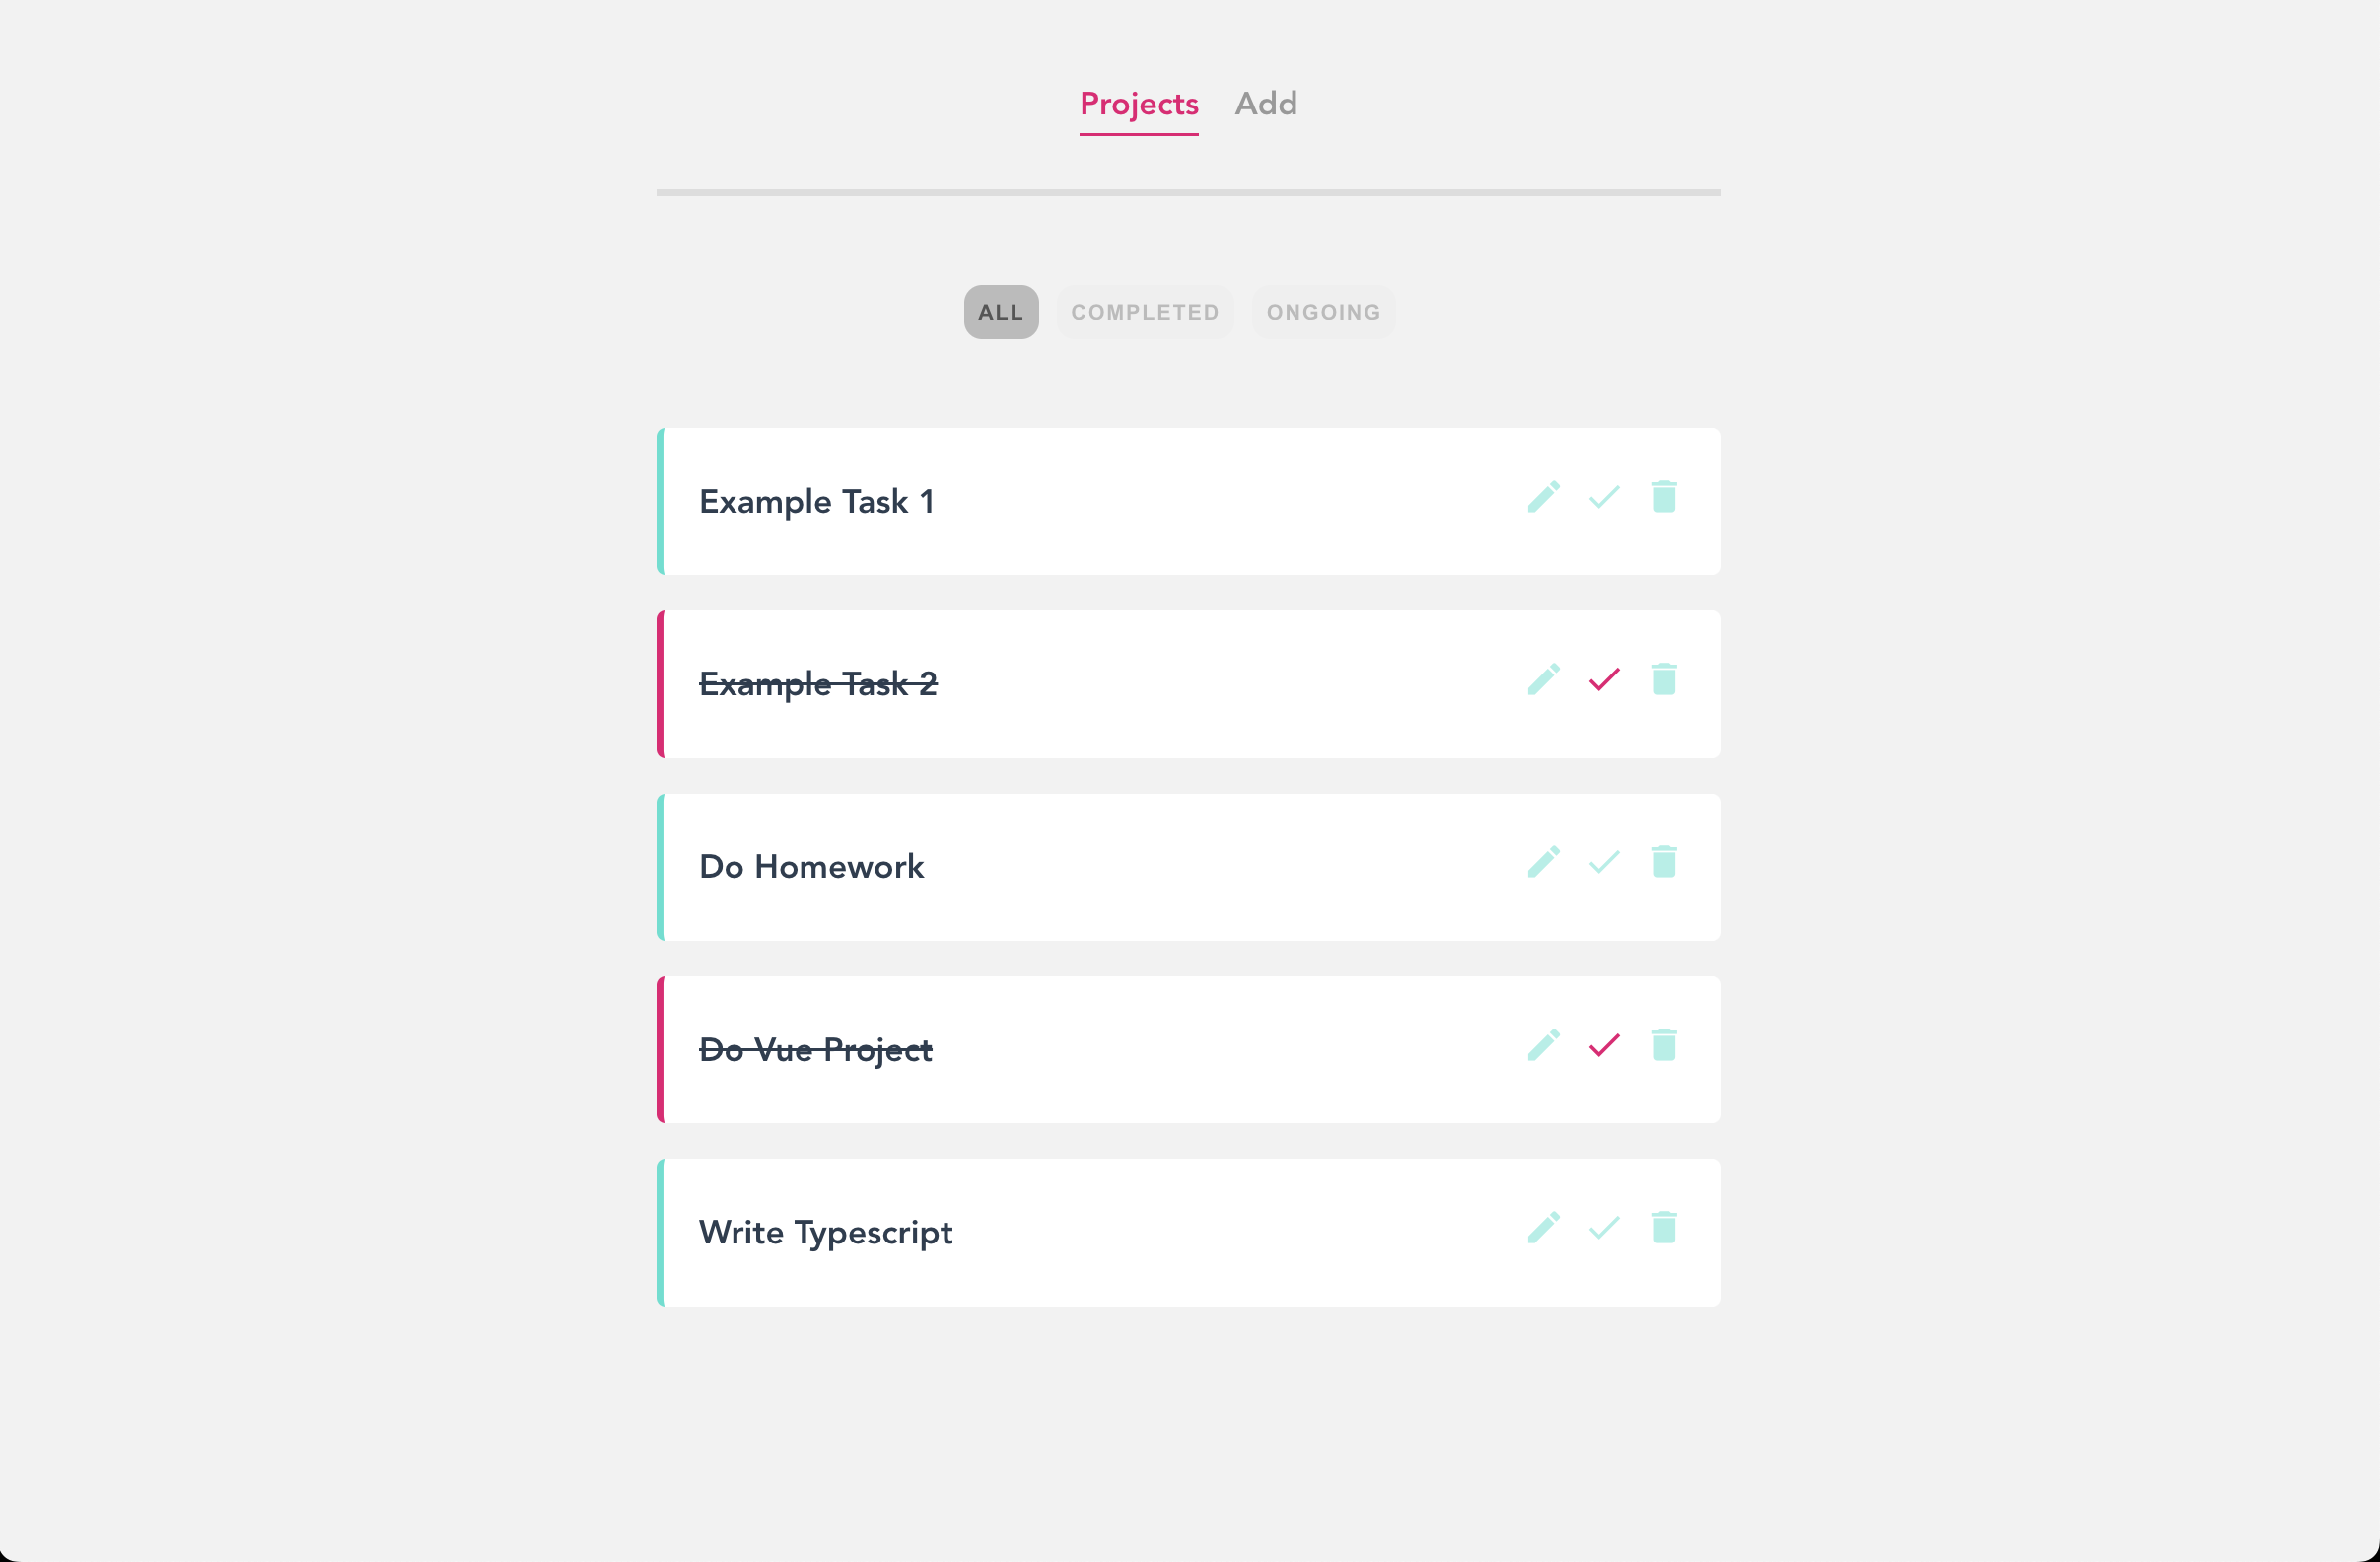 Projects Add
ALL COMPLETED ONGOING
Example Task 1
Example Task 2
Do Homework
Do Vue Project
Write Typescript